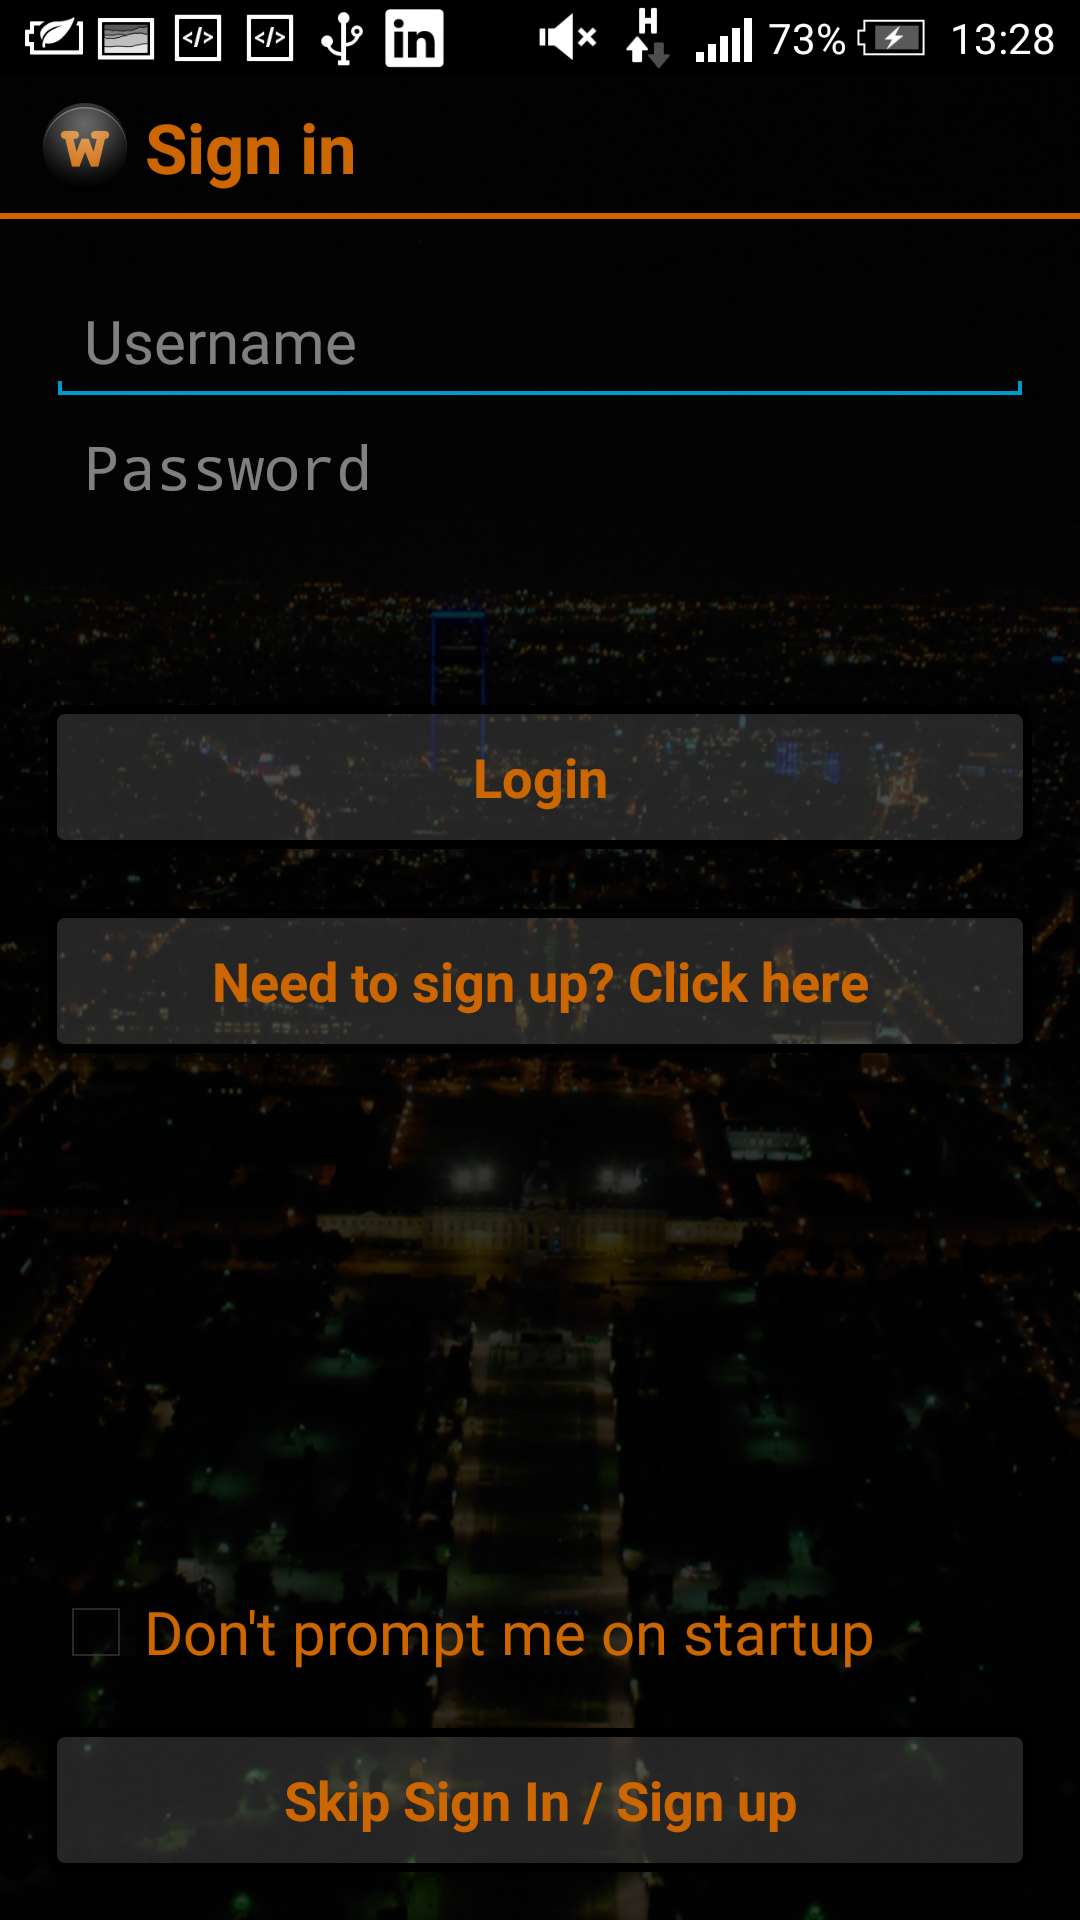 </> </> in H 73% 13:28
W Sign in
Username
Password
Login
Need to sign up? Click here
Don't prompt me on startup
Skip Sign In / Sign up